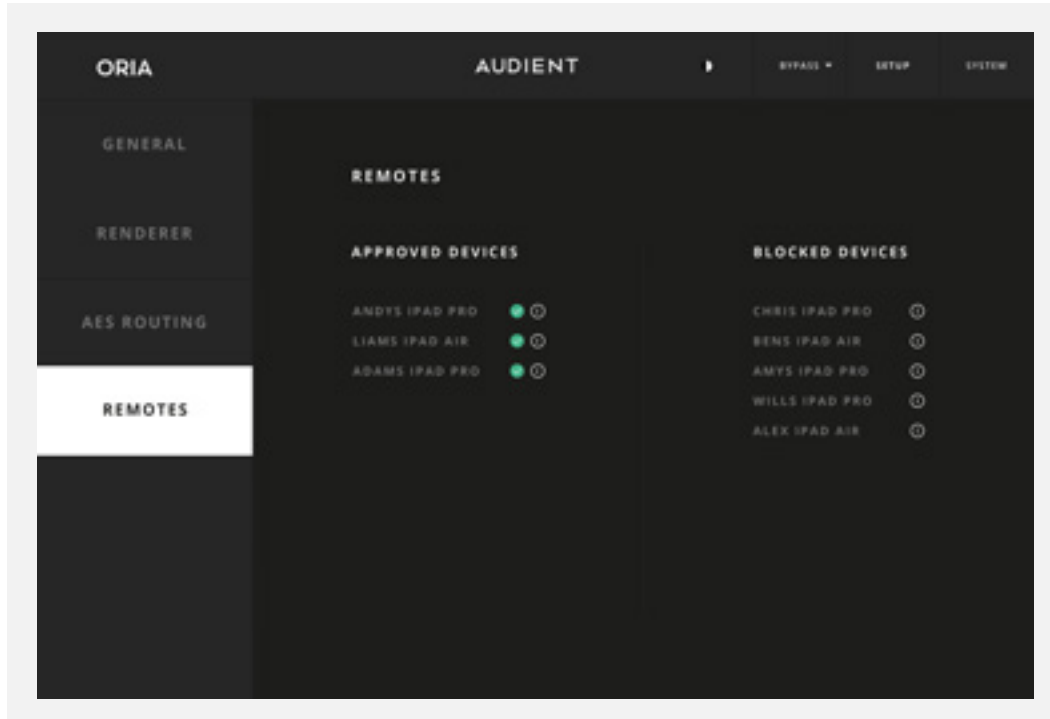 ORIA
AUDIENT
BYPASS
SETUP
SYSTEM
GENERAL
RENDERER
AES ROUTING
REMOTES
REMOTES
APPROVED DEVICES
ANDYS IPAD PRO
LIAMS IPAD AIR
ADAMS IPAD PRO
BLOCKED DEVICES
CHRIS IPAD PRO
BENS IPAD AIR
AMYS IPAD PRO
WILLS IPAD PRO
ALEX IPAD AIR